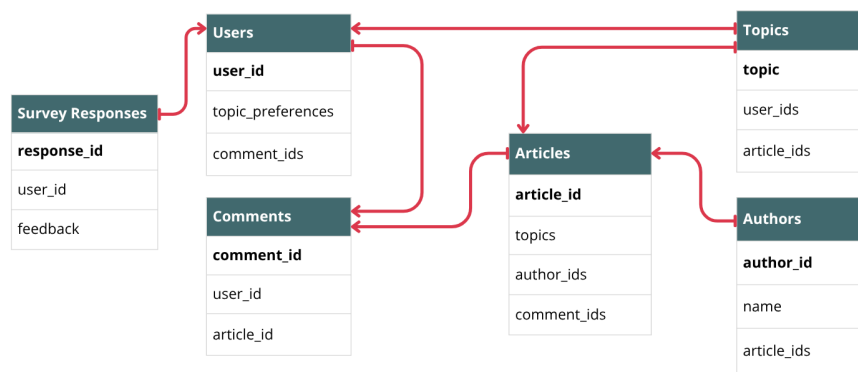 Survey Responses
response_id
user_id
feedback
Users
user_id
topic_preferences
comment_ids
Comments
comment_id
user_id
article_id
Articles
article_id
topics
author_ids
comment_ids
Topics
topic
user_ids
article_ids
Authors
author_id
name
article_ids